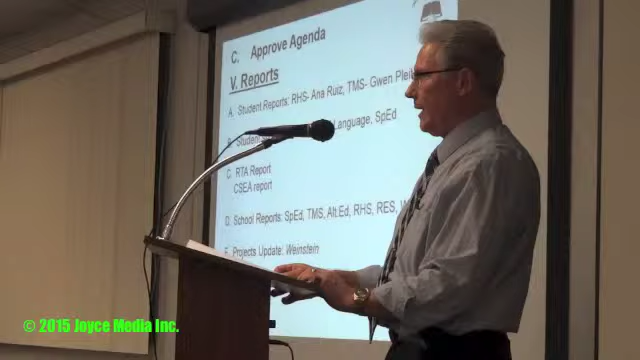 C. Approve Agenda
V. Reports
A. Student Reports: RHS- Ana Ruiz, TMS- Gwen
Student
Language, SpEd
C. RTA Report
CSEA report
D. School Reports: SpEd, TMS, Alt.Ed, RHS, RES,
Projects Update: Weinstein
© 2015 Joyce Media Inc.